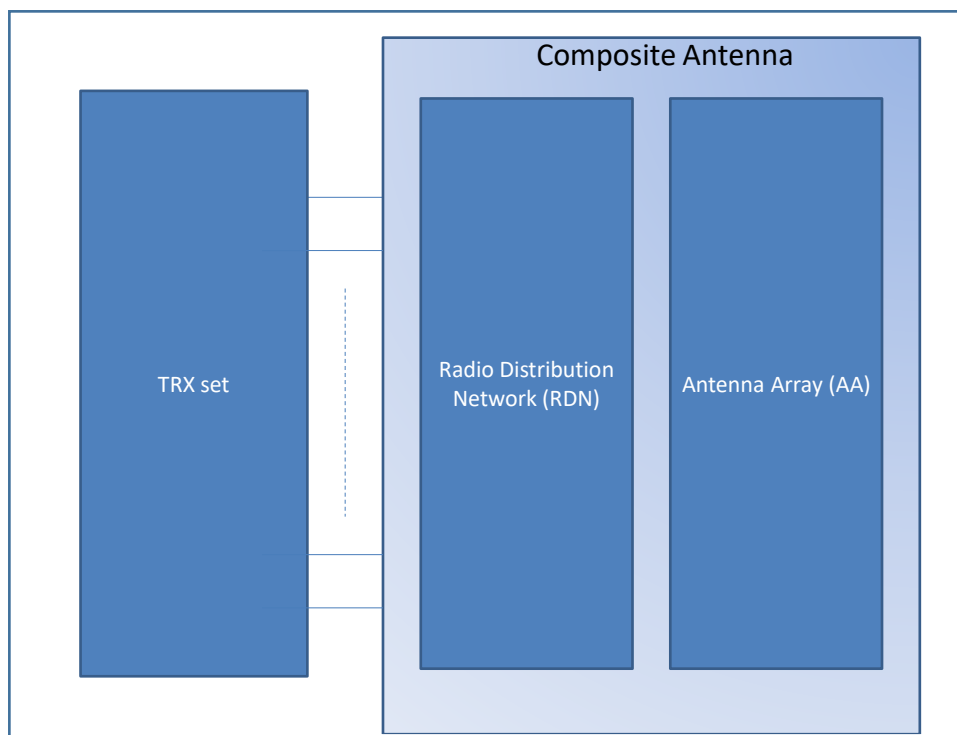 Composite Antenna
TRX set
Radio Distribution
Network (RDN)
Antenna Array (AA)